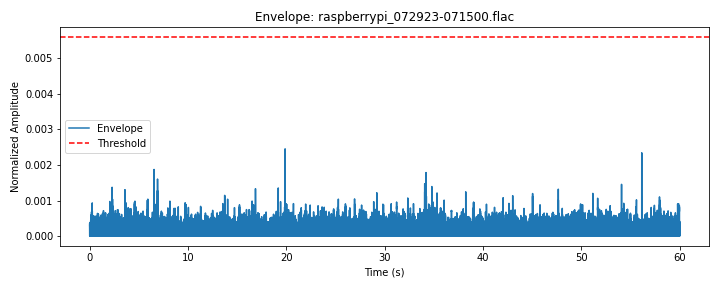 Envelope: raspberrypi_072923-071500.flac
Normalized Amplitude
0.005
0.004
0.003
0.002
0.001
0.000
Envelope
Threshold
0
10
20
30
40
50
60
Time (s)